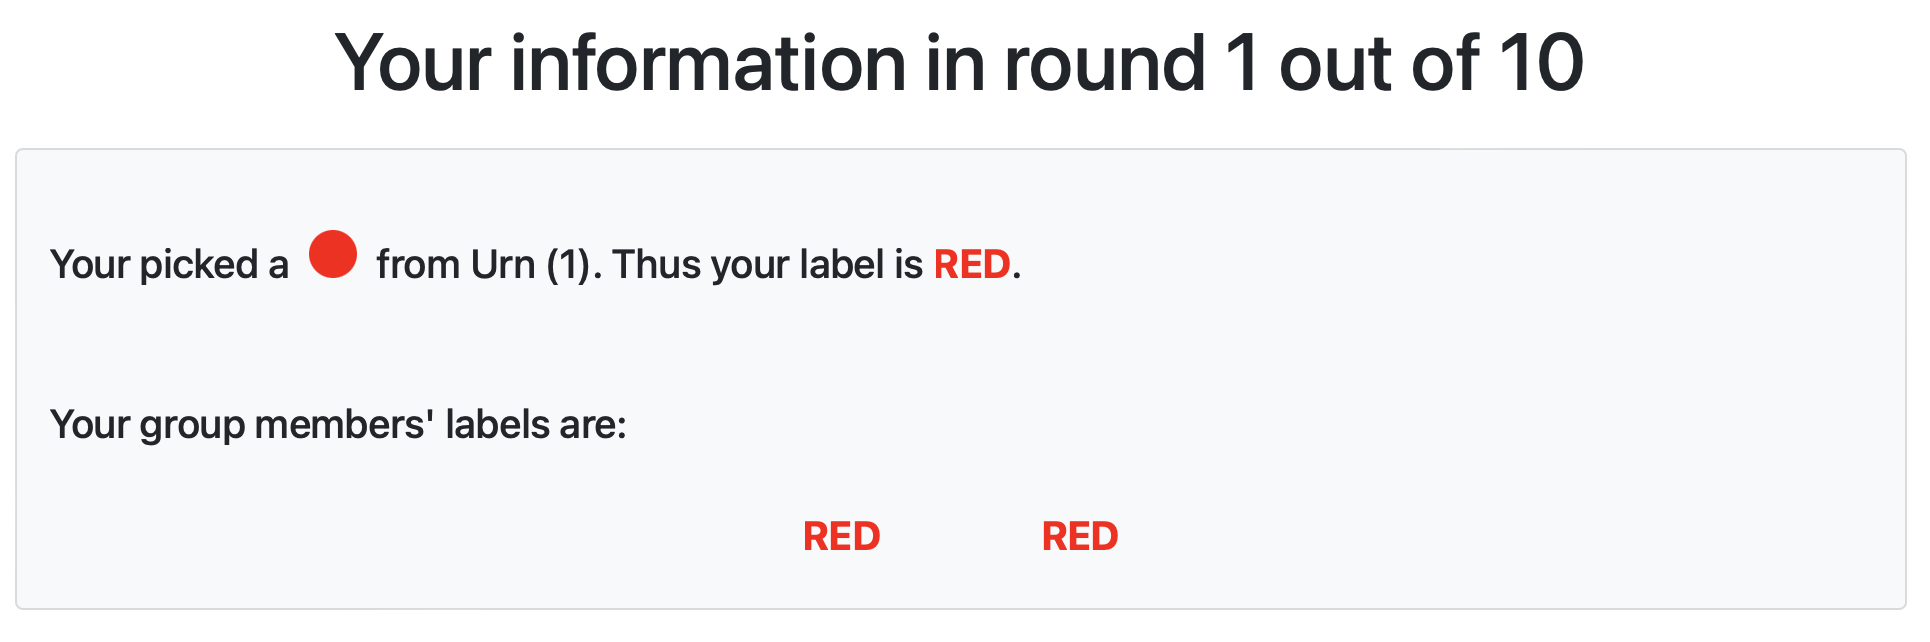 Your information in round 1 out of 10
Your picked a from Urn (1). Thus your label is RED.
Your group members' labels are:
RED RED